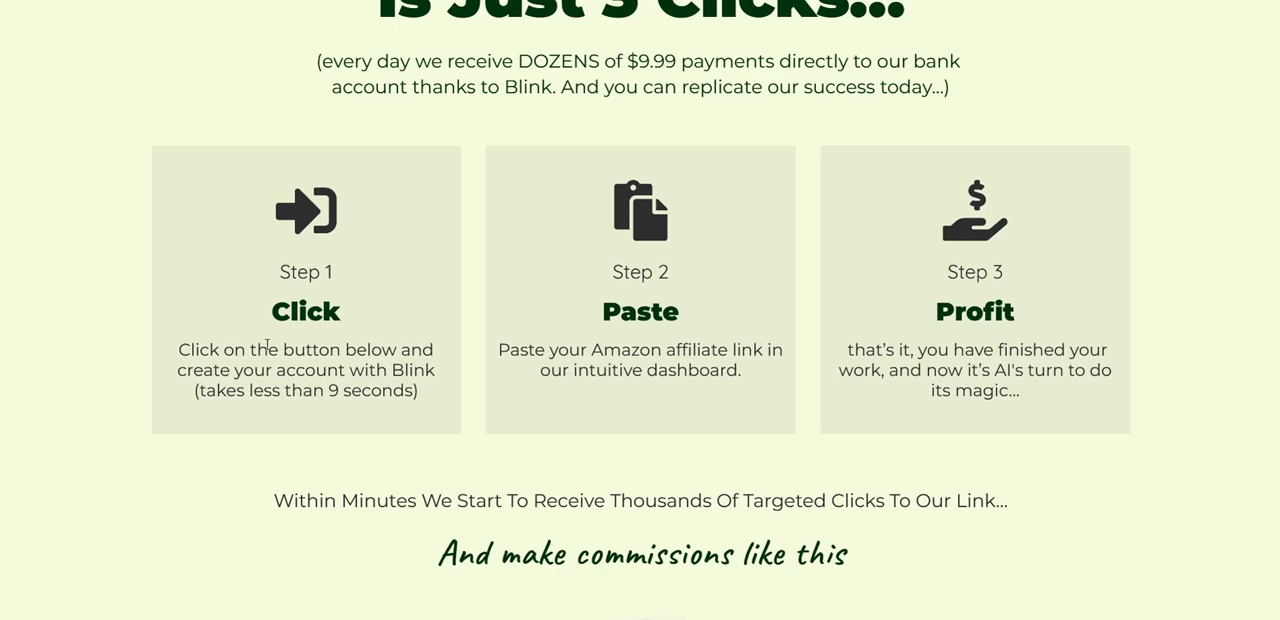 Is Just 3 Clicks...
(every day we receive DOZENS of $9.99 payments directly to our bank
account thanks to Blink. And you can replicate our success today...)
Step 1
Click
Click on the button below and
create your account with Blink
(takes less than 9 seconds)
Step 2
Paste
Paste your Amazon affiliate link in
our intuitive dashboard.
Step 3
Profit
that’s it, you have finished your
work, and now it’s AI's turn to do
its magic...
Within Minutes We Start To Receive Thousands Of Targeted Clicks To Our Link...
And make commissions like this